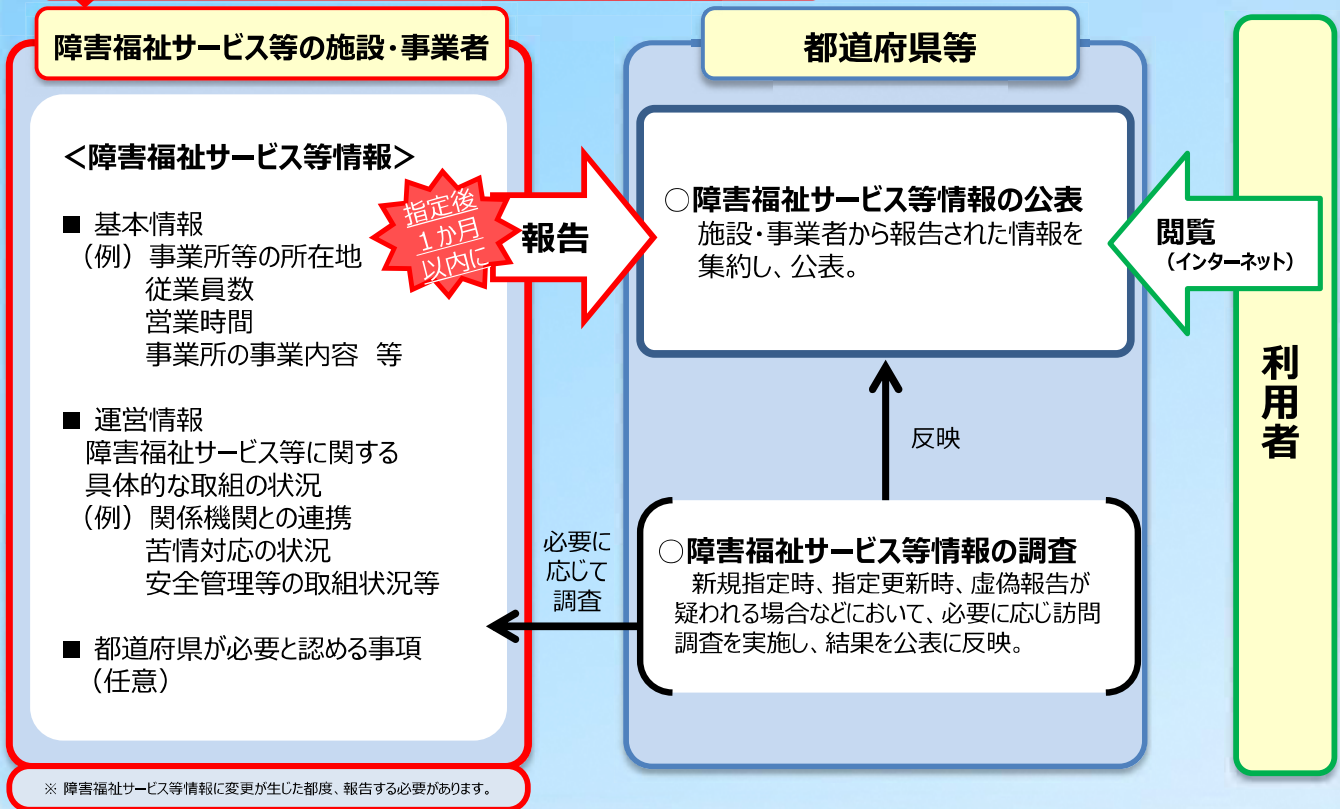 障害福祉サービス等の施設・事業者
＜障害福祉サービス等情報＞
■ 基本情報
（例）事業所等の所在地
従業員数
営業時間
事業所の事業内容 等
■ 運営情報
障害福祉サービス等に関する
具体的な取組の状況
（例）関係機関との連携
苦情対応の状況
安全管理等の取組状況等
■ 都道府県が必要と認める事項
（任意）
※ 障害福祉サービス等情報に変更が生じた都度、報告する必要があります。
指定後
１か月
以内に
報告
必要に
応じて
調査
都道府県等
○障害福祉サービス等情報の公表
施設・事業者から報告された情報を
集約し、公表。
反映
○障害福祉サービス等情報の調査
新規指定時、指定更新時、虚偽報告が
疑われる場合などにおいて、必要に応じ訪問
調査を実施し、結果を公表に反映。
閲覧
（インターネット）
利用者